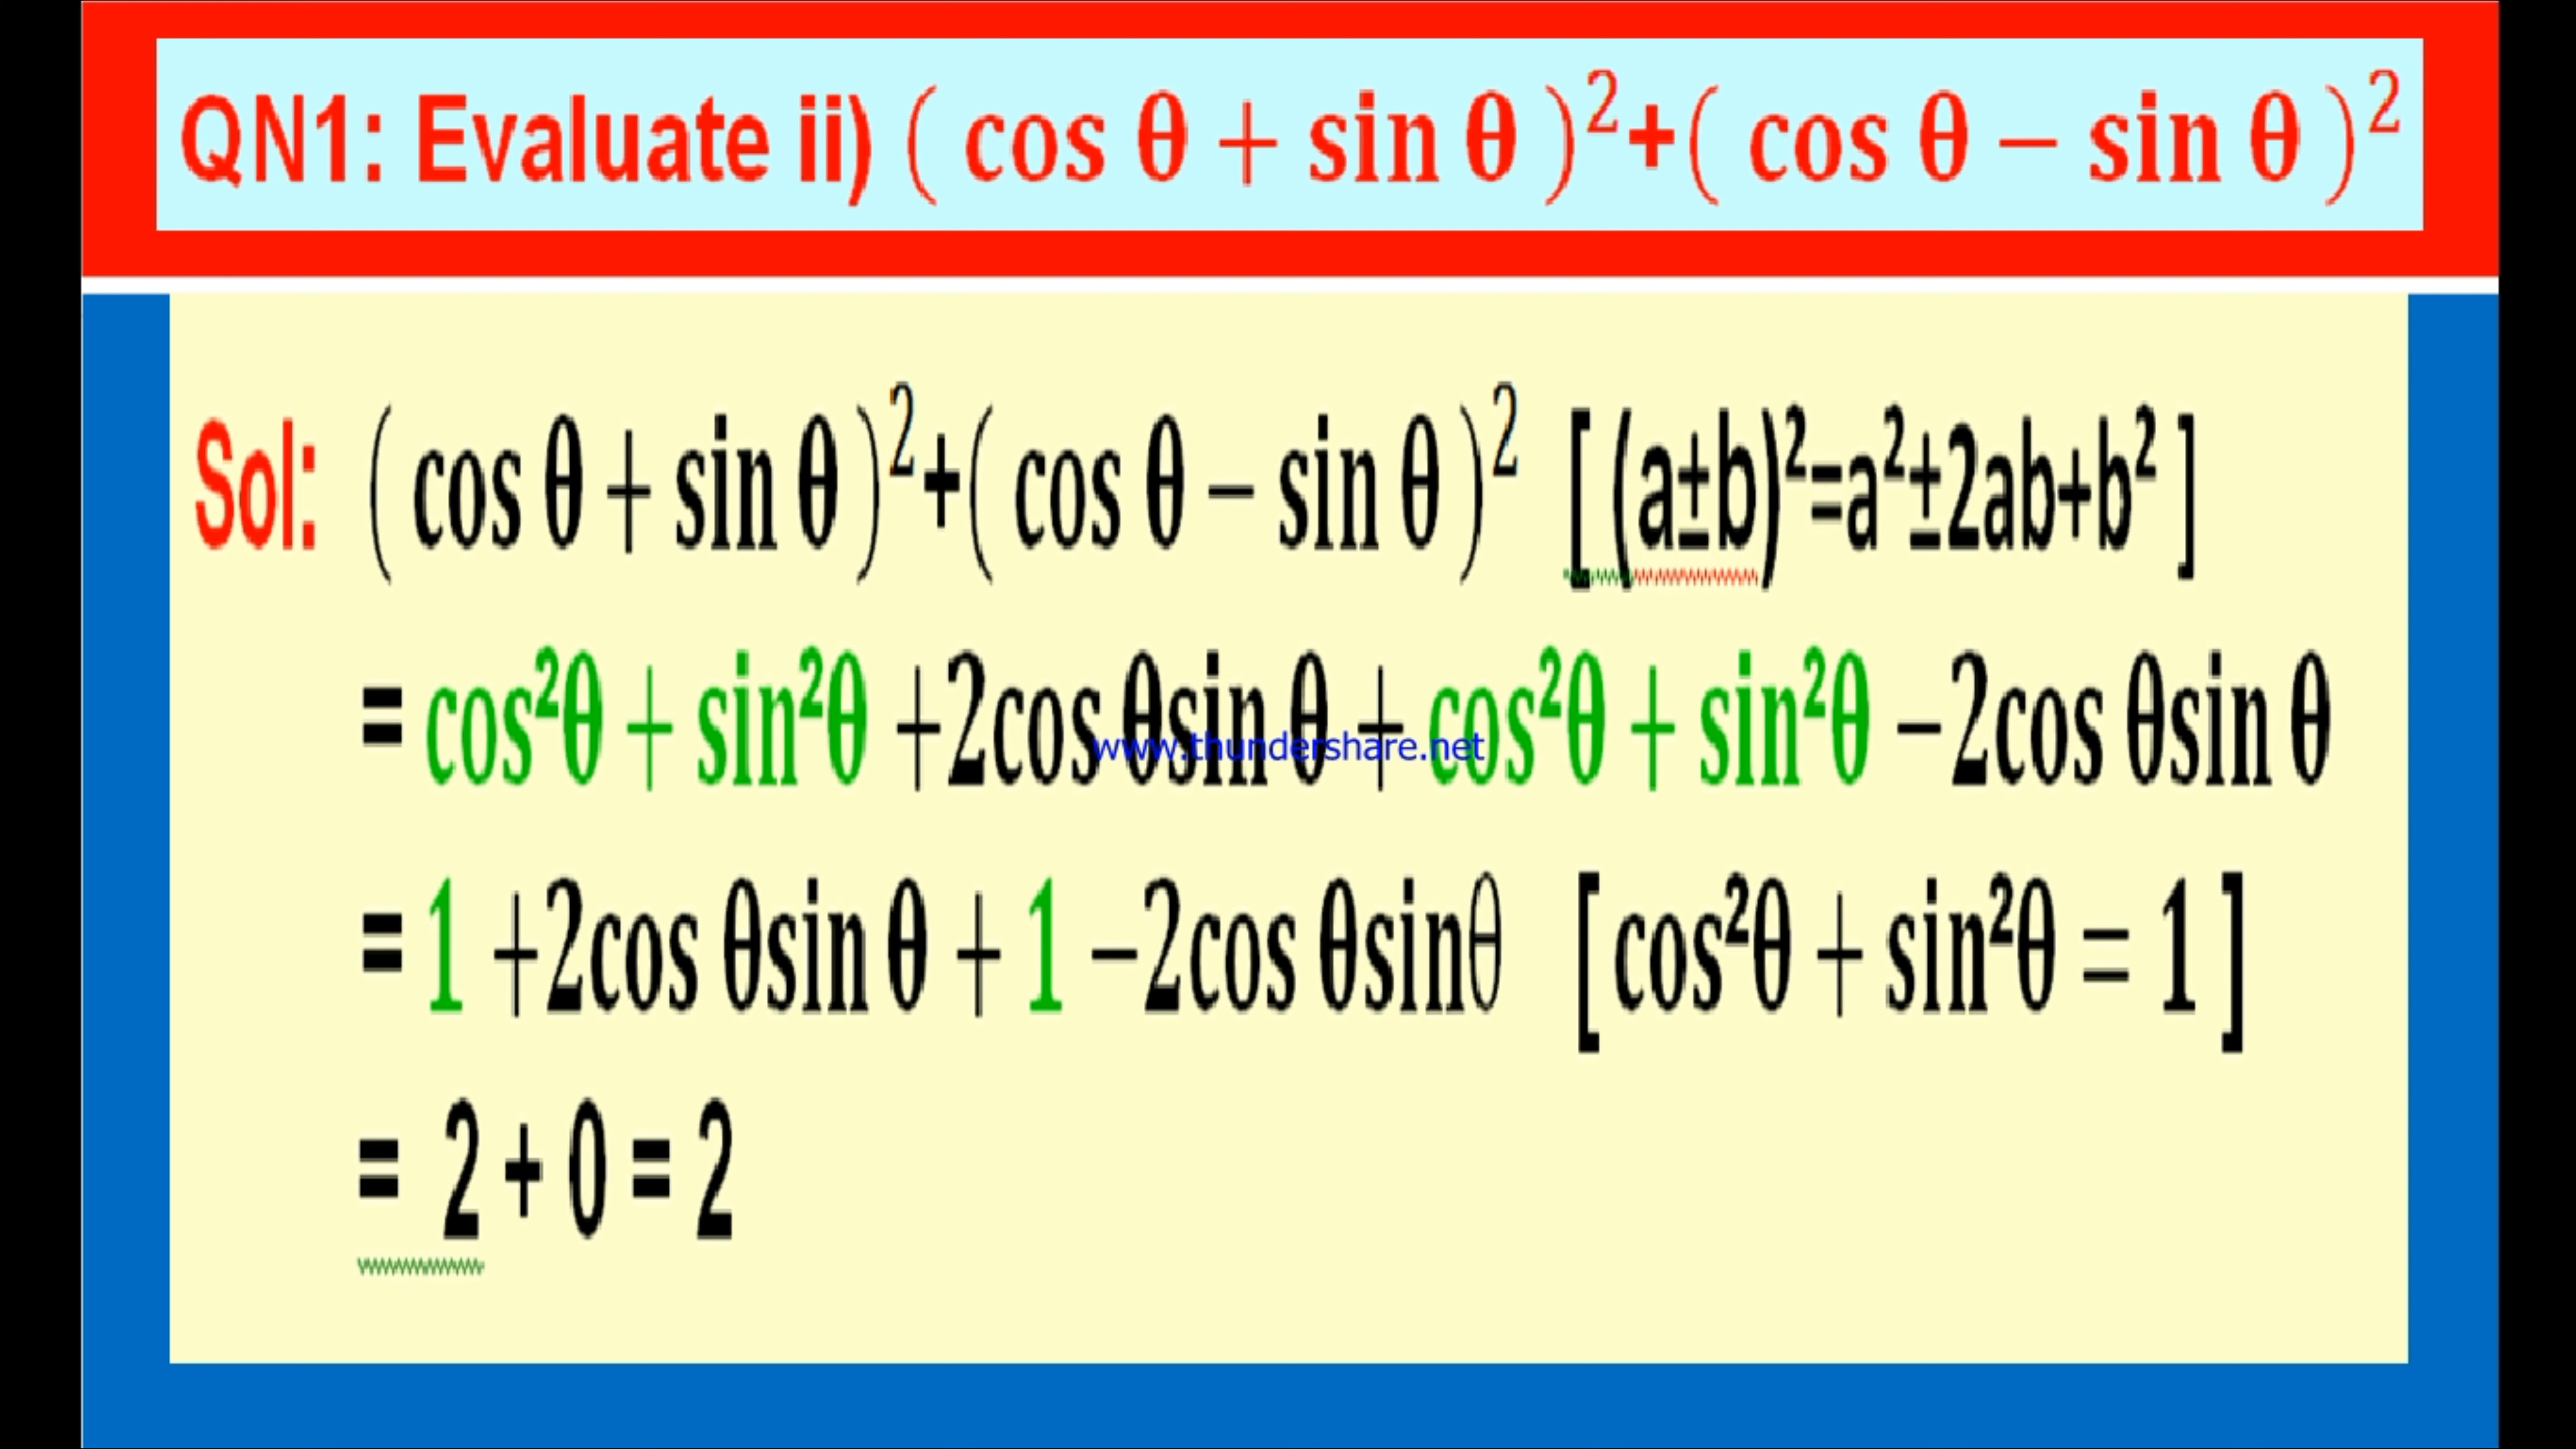 QN1: Evaluate ii) ( cos θ + sin θ )²+( cos θ − sin θ )²
Sol: ( cos θ + sin θ )²+( cos θ − sin θ )² [ (a±b)²=a²±2ab+b² ]
= cos²θ + sin²θ +2cos θsin θ + cos²θ + sin²θ −2cos θsin θ
www.thundershare.net
= 1 +2cos θsin θ + 1 −2cos θsinθ [ cos²θ + sin²θ = 1 ]
= 2 + 0 = 2